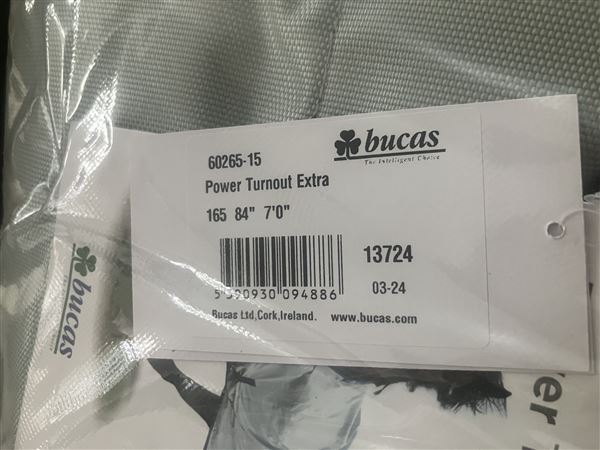 bucas
The Intelligent Choice
60265-15
Power Turnout Extra
165 84" 7'0"
13724
5 390930 094886
03-24
Bucas Ltd,Cork,Ireland. www.bucas.com
bucas